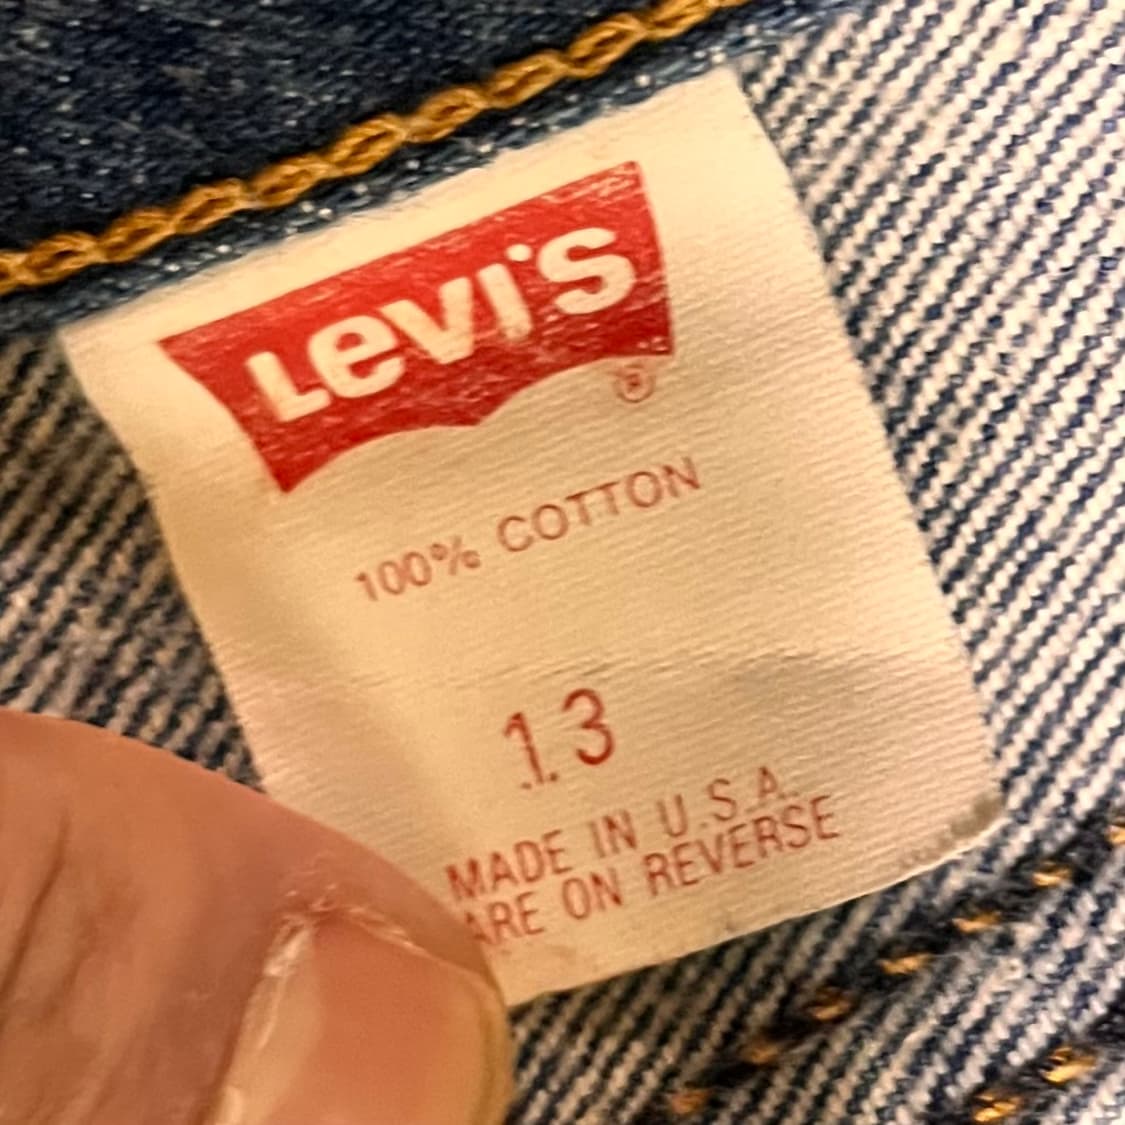 LEVI'S
®
100% COTTON
13
MADE IN U.S.A.
ARE ON REVERSE